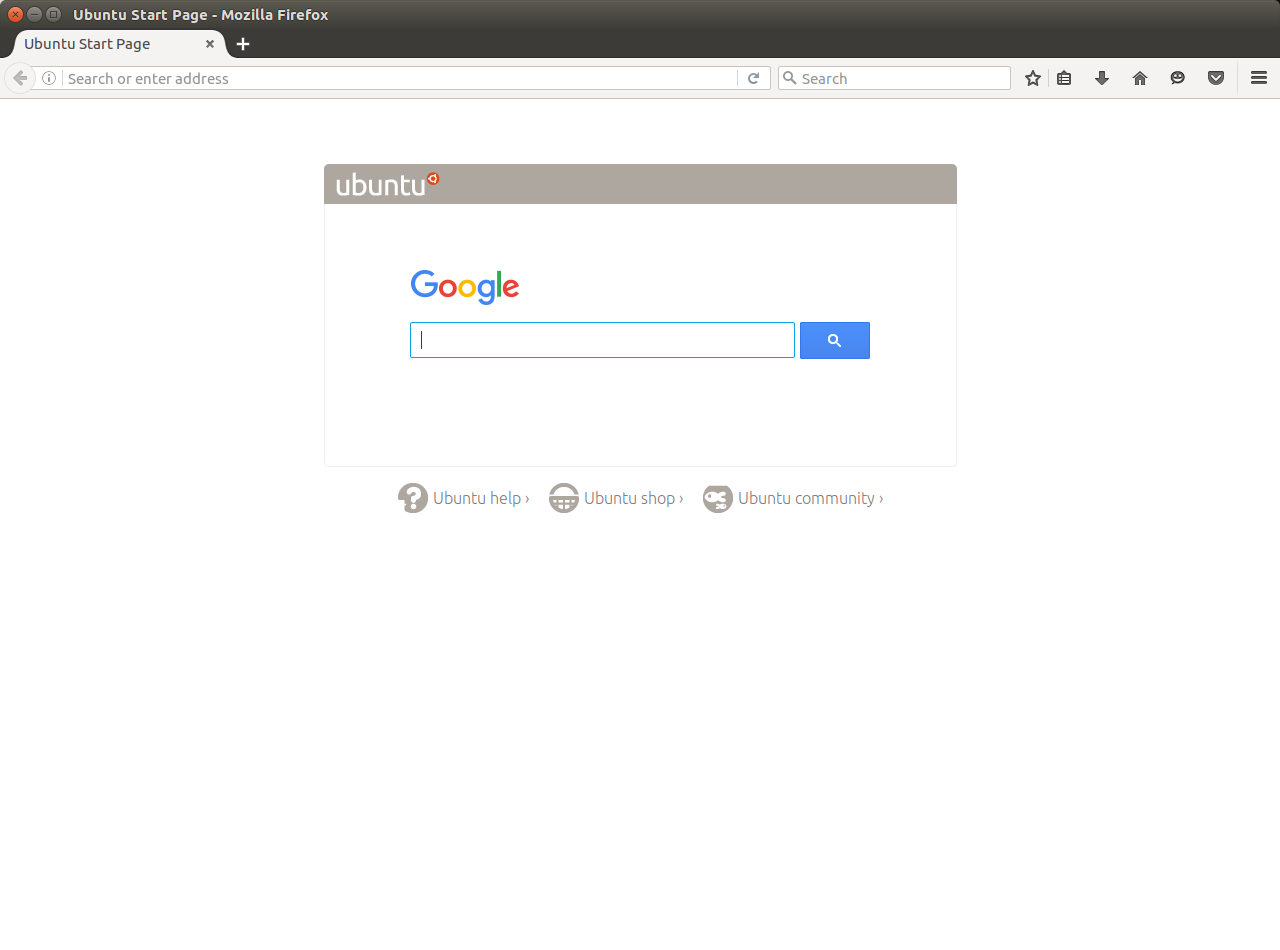 Ubuntu Start Page - Mozilla Firefox
Ubuntu Start Page
Search or enter address
Search
ubuntu
Google
Ubuntu help ›
Ubuntu shop ›
Ubuntu community ›